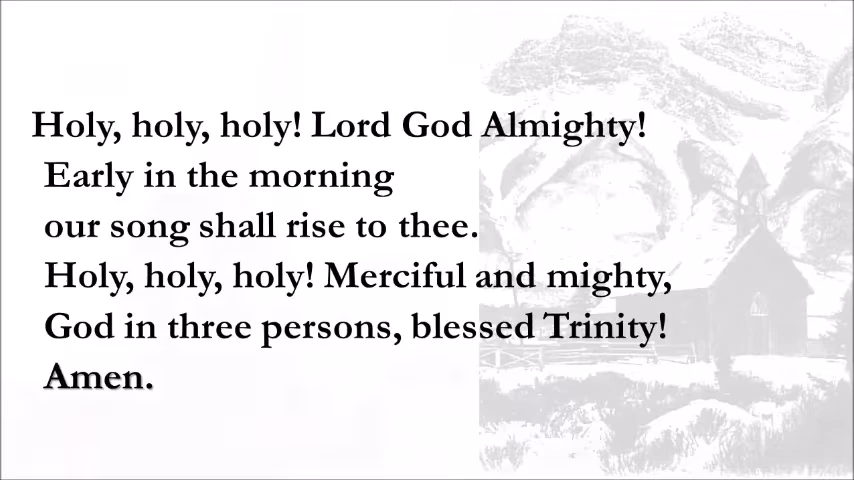 Holy, holy, holy! Lord God Almighty!
Early in the morning
our song shall rise to thee.
Holy, holy, holy! Merciful and mighty,
God in three persons, blessed Trinity!
Amen.